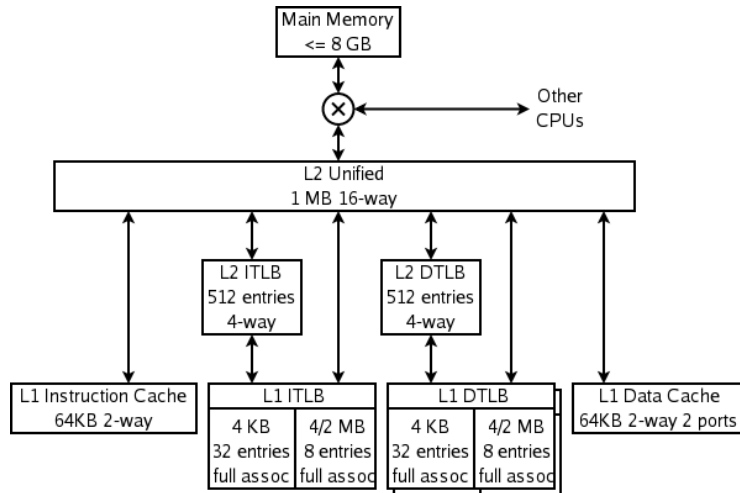 Main Memory
<= 8 GB
Other
CPUs
L2 Unified
1 MB 16-way
L2 ITLB
512 entries
4-way
L2 DTLB
512 entries
4-way
L1 Instruction Cache
64KB 2-way
L1 ITLB
4 KB
32 entries
full assoc
4/2 MB
8 entries
full assoc
L1 DTLB
4 KB
32 entries
full assoc
4/2 MB
8 entries
full assoc
L1 Data Cache
64KB 2-way 2 ports